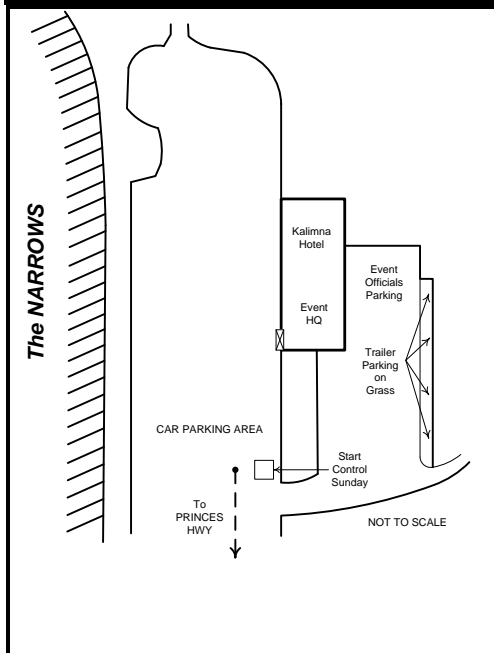 The NARROWS
Kalimna
Hotel
Event
HQ
Event
Officials
Parking
Trailer
Parking
on
Grass
CAR PARKING AREA
Start
Control
Sunday
To
PRINCES
HWY
NOT TO SCALE